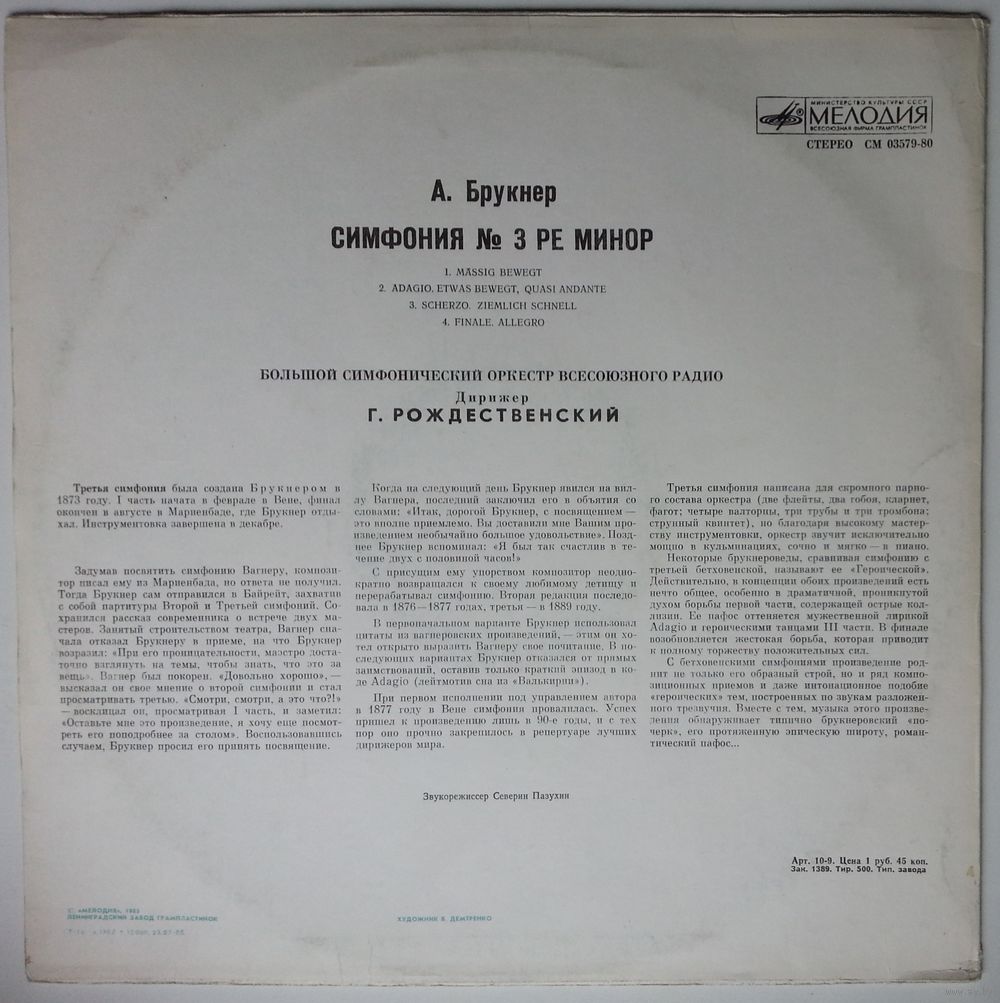 МИНИСТЕРСТВО КУЛЬТУРЫ СССР
МЕЛОДИЯ
ВСЕСОЮЗНАЯ ФИРМА ГРАМПЛАСТИНОК
СТЕРЕО СМ 03579-80
А. Брукнер
СИМФОНИЯ № 3 РЕ МИНОР
1. MÄSSIG BEWEGT
2. ADAGIO. ETWAS BEWEGT, QUASI ANDANTE
3. SCHERZO. ZIEMLICH SCHNELL
4. FINALE. ALLEGRO
БОЛЬШОЙ СИМФОНИЧЕСКИЙ ОРКЕСТР ВСЕСОЮЗНОГО РАДИО
Дирижер
Г. РОЖДЕСТВЕНСКИЙ
Третья симфония была создана Брукнером в
1873 году. I часть начата в феврале в Вене, финал
окончен в августе в Мариенбаде, где Брукнер отды-
хал. Инструментовка завершена в декабре.
Задумав посвятить симфонию Вагнеру, компози-
тор писал ему из Мариенбада, но ответа не получил.
Тогда Брукнер сам отправился в Байрейт, захватив
с собой партитуры Второй и Третьей симфоний. Со-
хранился рассказ современника о встрече двух ма-
стеров. Занятый строительством театра, Вагнер сна-
чала отказал Брукнеру в приеме, на что Брукнер
возразил: «При его проницательности, маэстро доста-
точно взглянуть на темы, чтобы знать, что это за
вещь». Вагнер был покорен. «Довольно хорошо», —
высказал он свое мнение о второй симфонии и стал
просматривать третью. «Смотри, смотри, а это что?!»
— восклицал он, просматривая I часть, и заметил:
«Оставьте мне это произведение, я хочу еще посмот-
реть его поподробнее за столом». Воспользовавшись
случаем, Брукнер просил его принять посвящение.
Когда на следующий день Брукнер явился на вил-
лу Вагнера, последний заключил его в объятия со
словами: «Итак, дорогой Брукнер, с посвящением —
это вполне приемлемо. Вы доставили мне Вашим про-
изведением необычайно большое удовольствие». Позд-
нее Брукнер вспоминал: «Я был так счастлив в те-
чение двух с половиной часов!»
С присущим ему упорством композитор неодно-
кратно возвращался к своему любимому детищу и
перерабатывал симфонию. Вторая редакция последо-
вала в 1876—1877 годах, третья — в 1889 году.
В первоначальном варианте Брукнер использовал
цитаты из вагнеровских произведений, — этим он хо-
тел открыто выразить Вагнеру свое почитание. В по-
следующих вариантах Брукнер отказался от прямых
заимствований, оставив только краткий эпизод в ко-
де Adagio (лейтмотив сна из «Валькирии»).
При первом исполнении под управлением автора
в 1877 году в Вене симфония провалилась. Успех
пришел к произведению лишь в 90-е годы, и с тех
пор оно прочно закрепилось в репертуаре лучших
дирижеров мира.
Третья симфония написана для скромного парно-
го состава оркестра (две флейты, два гобоя, кларнет,
фагот; четыре валторны, три трубы и три тромбона;
струнный квинтет), но благодаря высокому мастер-
ству инструментовки, оркестр звучит исключительно
мощно в кульминациях, сочно и мягко — в пиано.
Некоторые брукнероведы, сравнивая симфонию с
третьей бетховенской, называют ее «Героической».
Действительно, в концепции обоих произведений есть
нечто общее, особенно в драматичной, проникнутой
духом борьбы первой части, содержащей острые кол-
лизии. Ее пафос оттеняется мужественной лирикой
Adagio и героическими танцами III части. В финале
возобновляется жестокая борьба, которая приводит
к полному торжеству положительных сил.
С бетховенскими симфониями произведение род-
нит не только его образный строй, но и ряд компо-
зиционных приемов и даже интонационное подобие
«героических» тем, построенных по звукам разложен-
ного трезвучия. Вместе с тем, музыка этого произве-
дения обнаруживает типично брукнеровский «по-
черк», его протяженную эпическую широту, роман-
тический пафос...
Звукорежиссер Северин Пазухин
Арт. 10-9. Цена 1 руб. 45 коп.
Зак. 1389. Тир. 500. Тип. завода
© «МЕЛОДИЯ», 1983
ЛЕНИНГРАДСКИЙ ЗАВОД ГРАМПЛАСТИНОК
ХУДОЖНИК В. ДЕМТРЕНКО